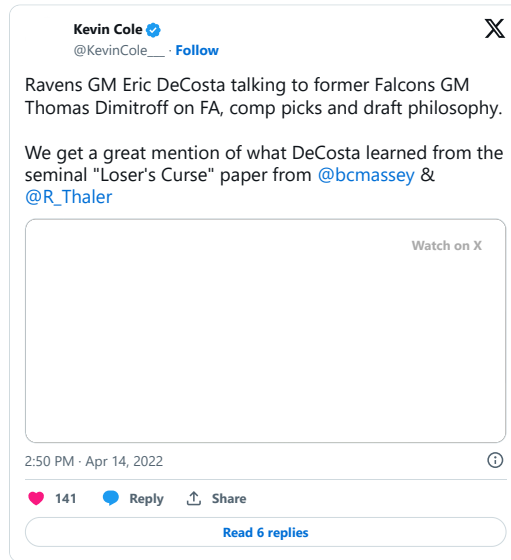 Kevin Cole
@KevinCole___ · Follow
Ravens GM Eric DeCosta talking to former Falcons GM
Thomas Dimitroff on FA, comp picks and draft philosophy.
We get a great mention of what DeCosta learned from the
seminal "Loser's Curse" paper from @bcmassey &
@R_Thaler
Watch on X
2:50 PM · Apr 14, 2022
141 Reply Share
Read 6 replies